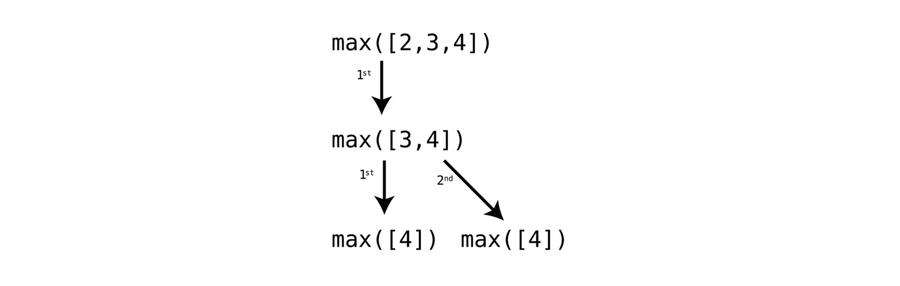 max([2,3,4])
1st
max([3,4])
1st
2nd
max([4]) max([4])